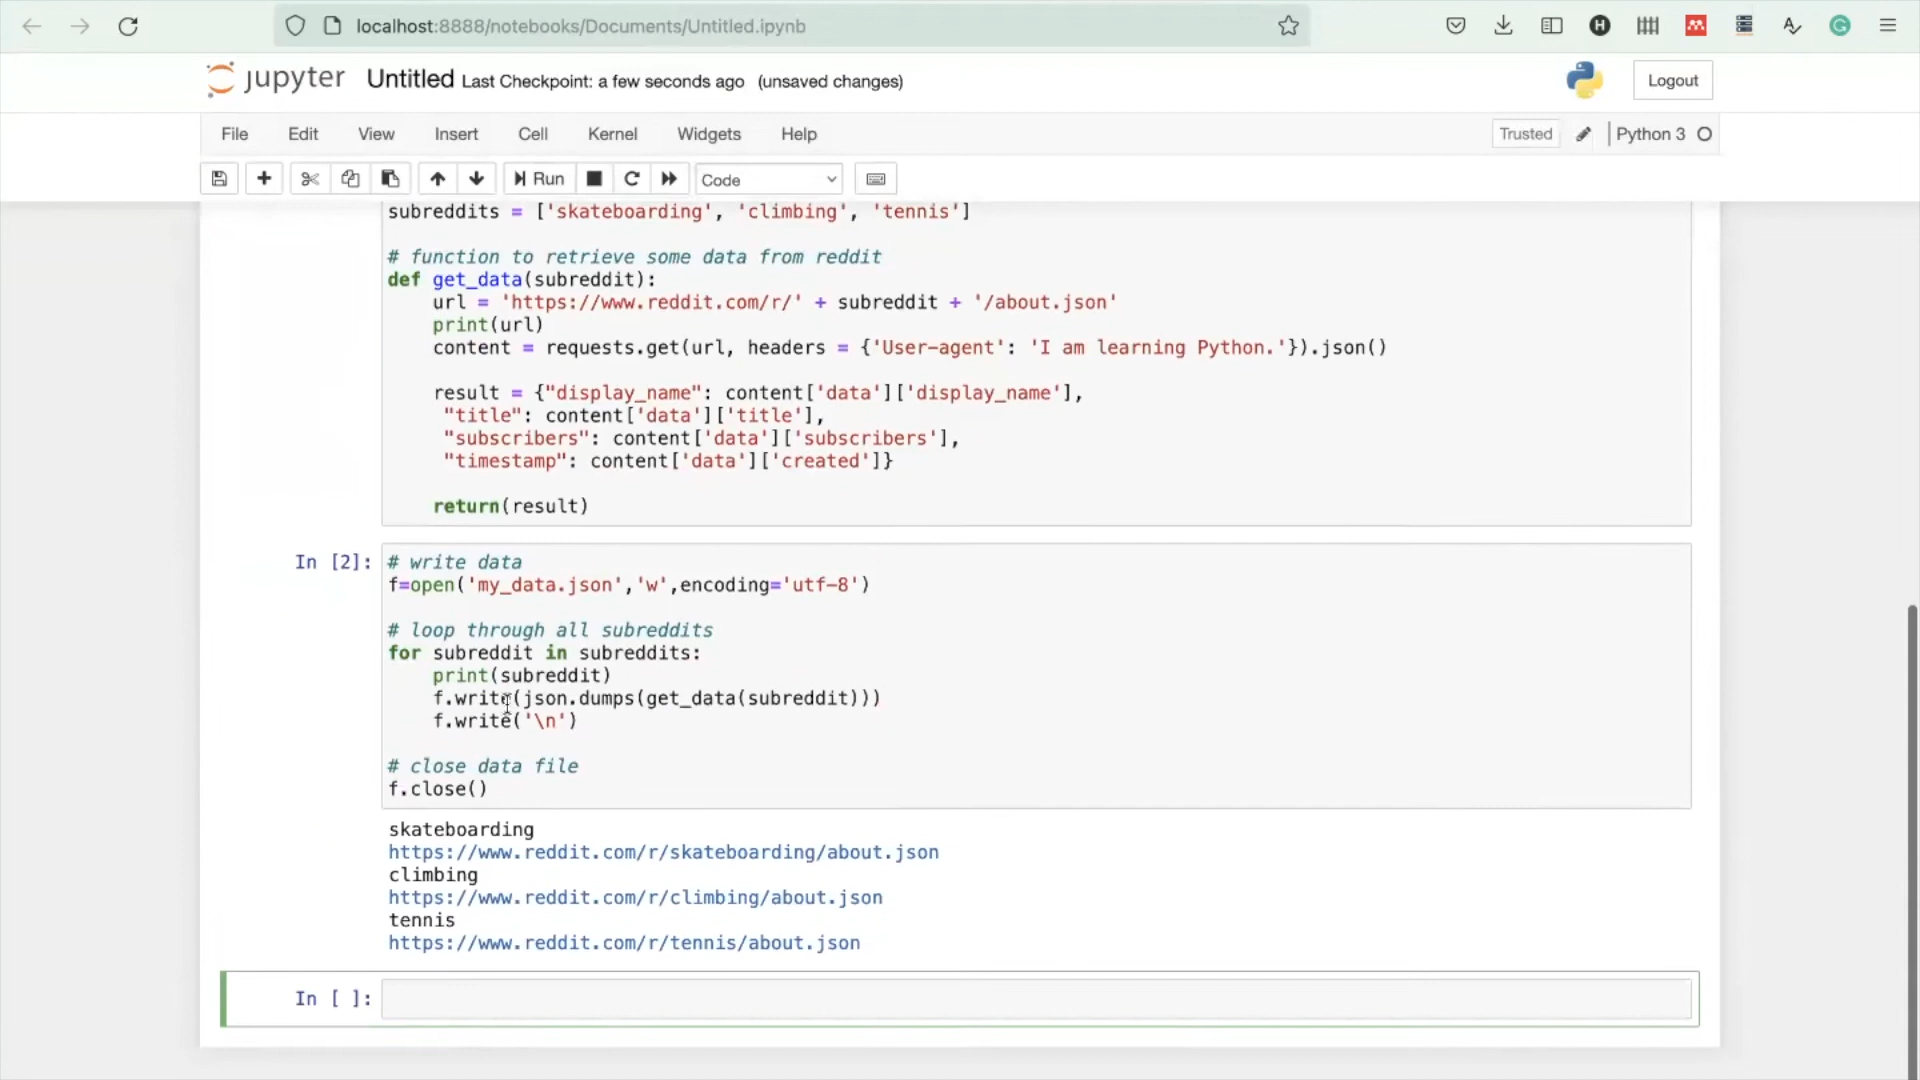 localhost:8888/notebooks/Documents/Untitled.ipynb
jupyter Untitled Last Checkpoint: a few seconds ago (unsaved changes)
Logout
File Edit View Insert Cell Kernel Widgets Help
Trusted Python 3
Run Code
subreddits = ['skateboarding', 'climbing', 'tennis']
# function to retrieve some data from reddit
def get_data(subreddit):
    url = 'https://www.reddit.com/r/' + subreddit + '/about.json'
    print(url)
    content = requests.get(url, headers = {'User-agent': 'I am learning Python.'}).json()
    result = {"display_name": content['data']['display_name'],
     "title": content['data']['title'],
     "subscribers": content['data']['subscribers'],
     "timestamp": content['data']['created']}
    return(result)
In [2]: # write data
f=open('my_data.json','w',encoding='utf-8')
# loop through all subreddits
for subreddit in subreddits:
    print(subreddit)
    f.write(json.dumps(get_data(subreddit)))
    f.write('\n')
# close data file
f.close()
skateboarding
https://www.reddit.com/r/skateboarding/about.json
climbing
https://www.reddit.com/r/climbing/about.json
tennis
https://www.reddit.com/r/tennis/about.json
In [ ]: